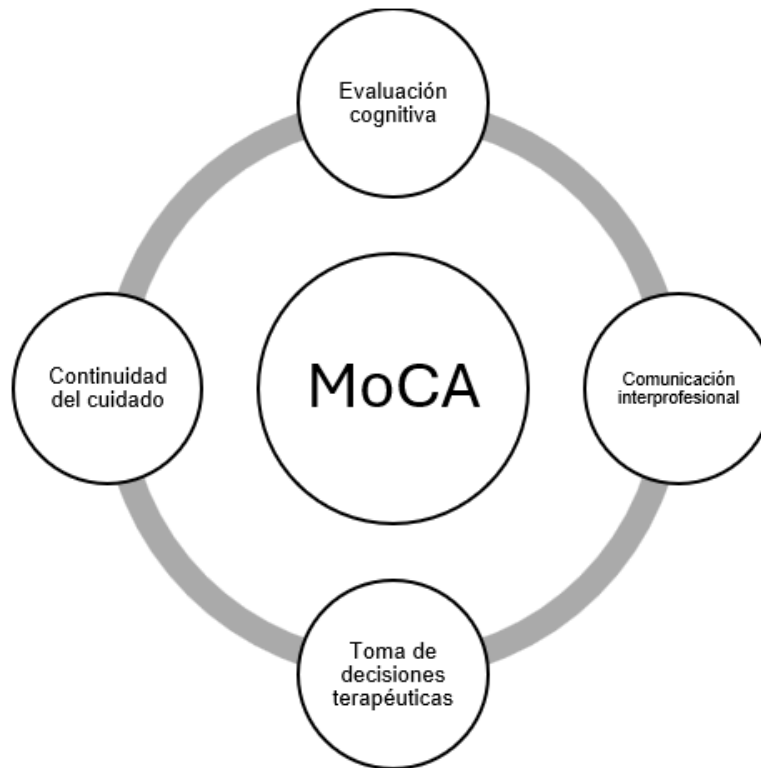 Evaluación
cognitiva
Comunicación
interprofesional
Toma de
decisiones
terapéuticas
Continuidad
del cuidado
MoCA